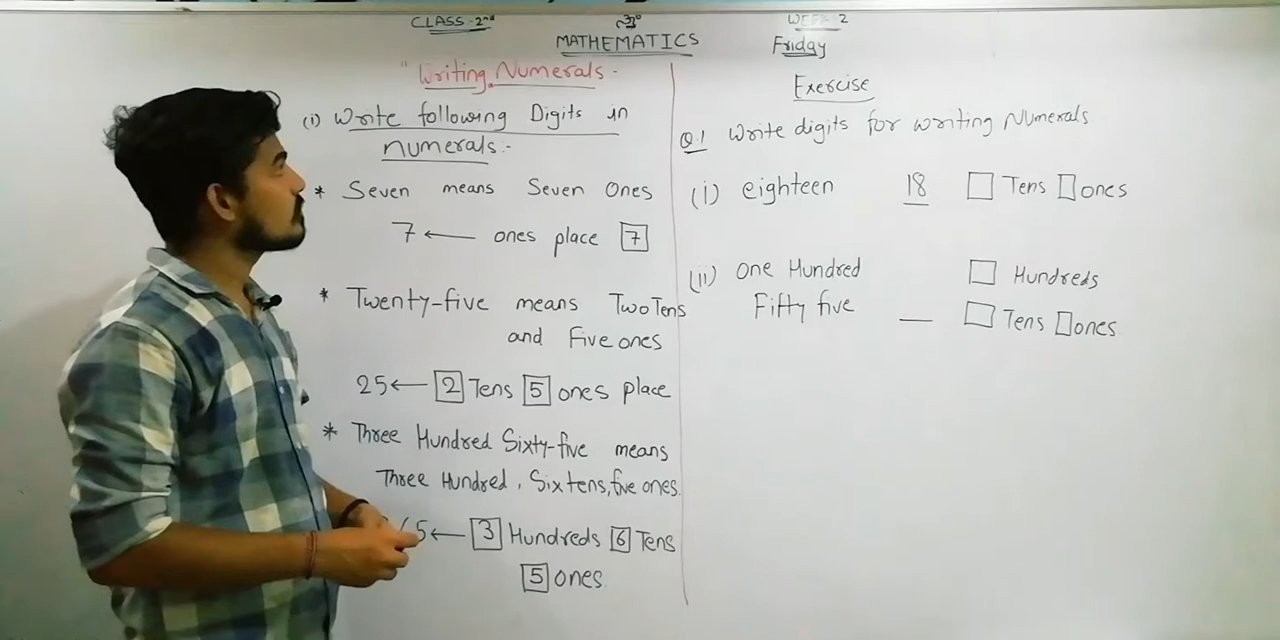 CLASS - 2nd
MATHEMATICS
2
Friday
"Writing Numerals -
(i) Write following Digits in
numerals:-
* Seven means Seven Ones
7 ← ones place 7
* Twenty-five means Two Tens
and Five ones
25 ← 2 Tens 5 ones place
* Three Hundred Sixty-five means
Three Hundred, Six tens, five ones.
5 ← 3 Hundreds 6 Tens
5 ones
Exercise
Q.1 Write digits for writing Numerals
(i) eighteen 18 □ Tens □ ones
(ii) One Hundred □ Hundreds
Fifty five __ □ Tens □ ones